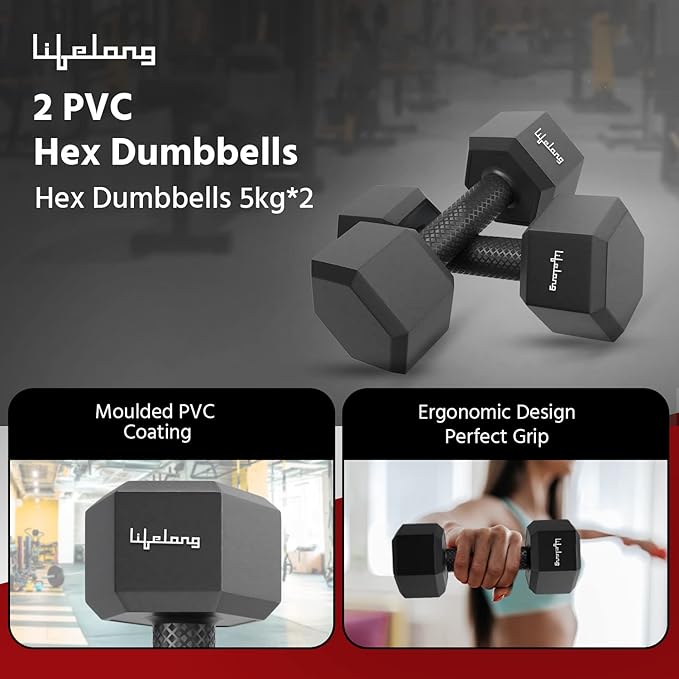 Lifelong
2 PVC
Hex Dumbbells
Hex Dumbbells 5kg*2
Lifelong
Lifelong
Moulded PVC
Coating
Ergonomic Design
Perfect Grip
Lifelong
Lifelong